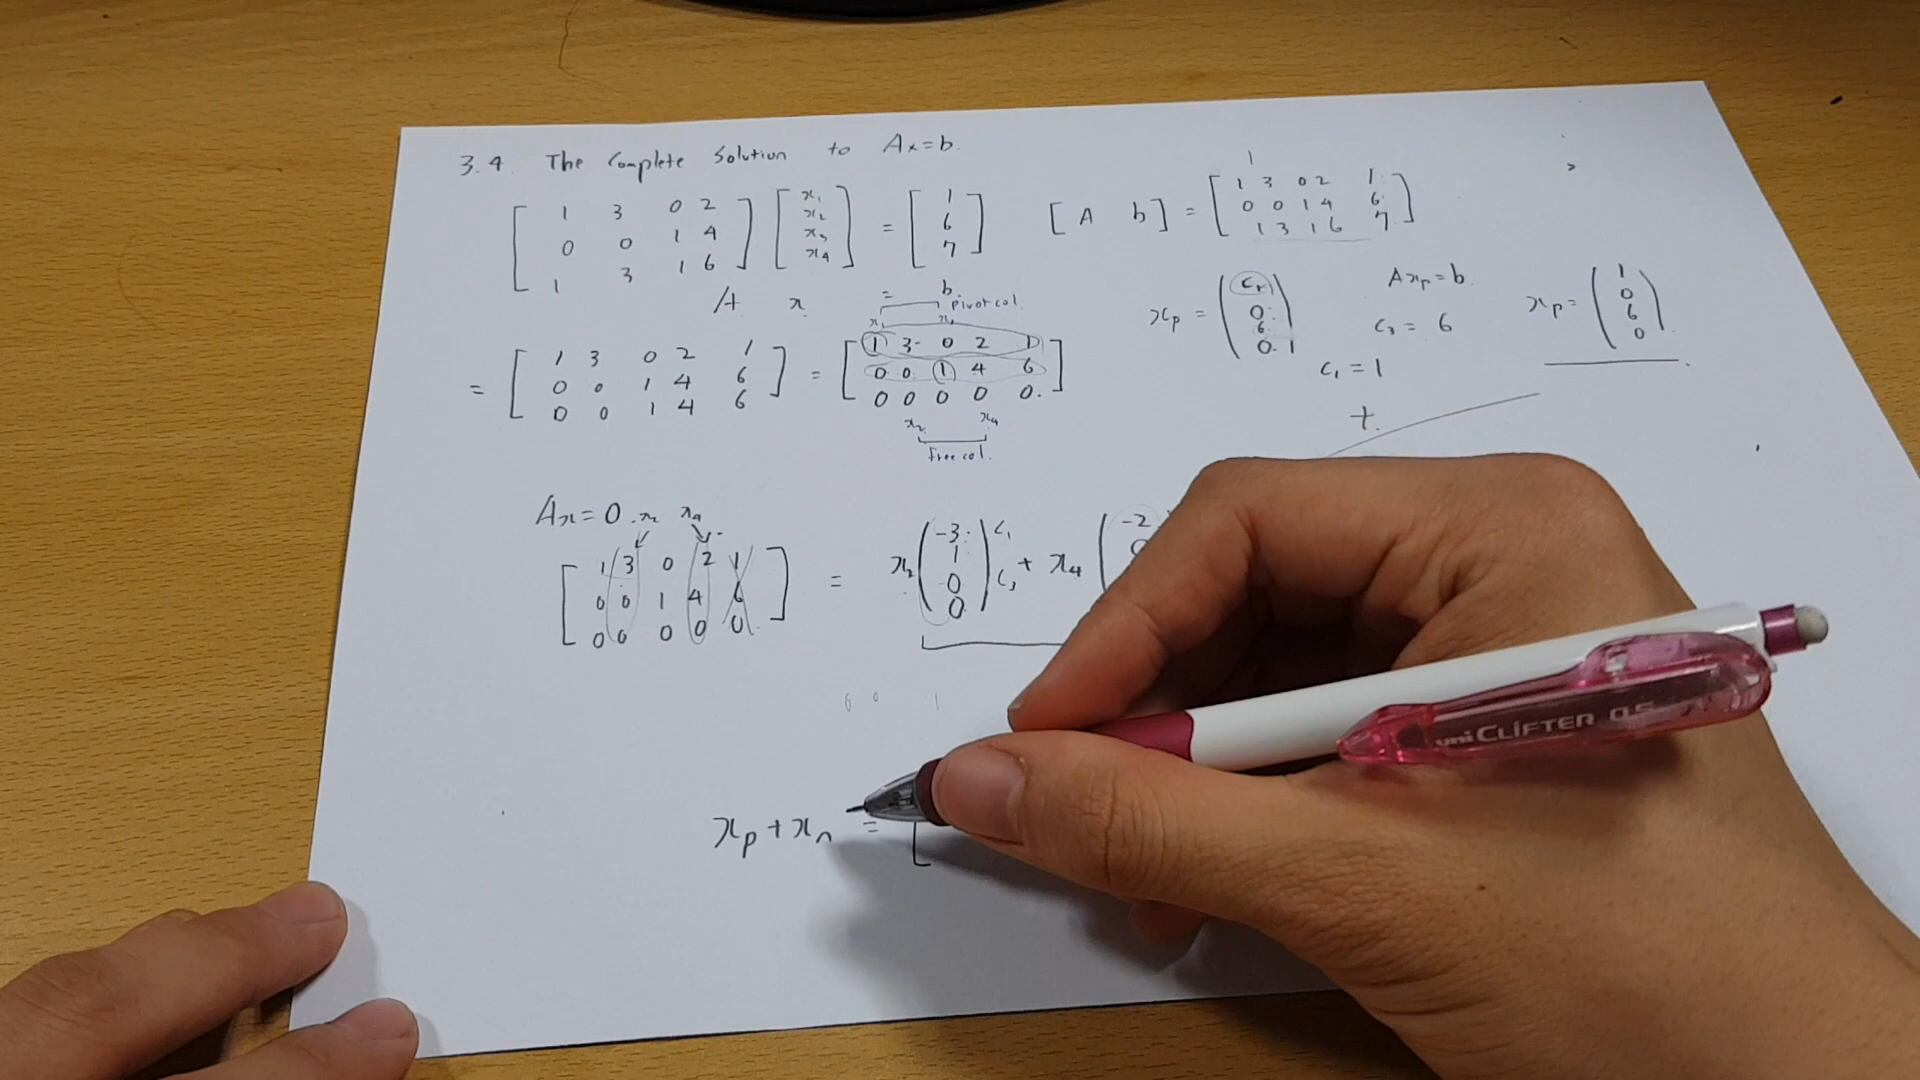 3.4 The Complete Solution to Ax=b.
[ 1 3 0 2 ] [ x1 ] = [ 1 ] [ A b ] = [ 1 3 0 2 1 ]
[ 0 0 1 4 ] [ x2 ] [ 6 ] [ 0 0 1 4 6 ]
[ 1 3 1 6 ] [ x3 ] [ 7 ] [ 1 3 1 6 7 ]
[ x4 ]
A x = b
pivot col.
= [ 1 3 0 2 1 ] = [ 1 3 0 2 1 ]
[ 0 0 1 4 6 ] [ 0 0 1 4 6 ]
[ 0 0 1 4 6 ] [ 0 0 0 0 0 ]
x2 x4
free col.
xp = 
0
6
0
Axp = b
c3 = 6
c1 = 1
xp = ( 1
0
6
0 )
+
Ax=0 x2 x4
[ 1 3 0 2 1 ] = x2 ( -3 ) c1 + x4 ( -2
[ 0 0 1 4 6 ] ( 1 )
[ 0 0 0 0 0 ] ( 0 ) c3
( 0 )
xp + xn = [
uni CLiFTER 0.5